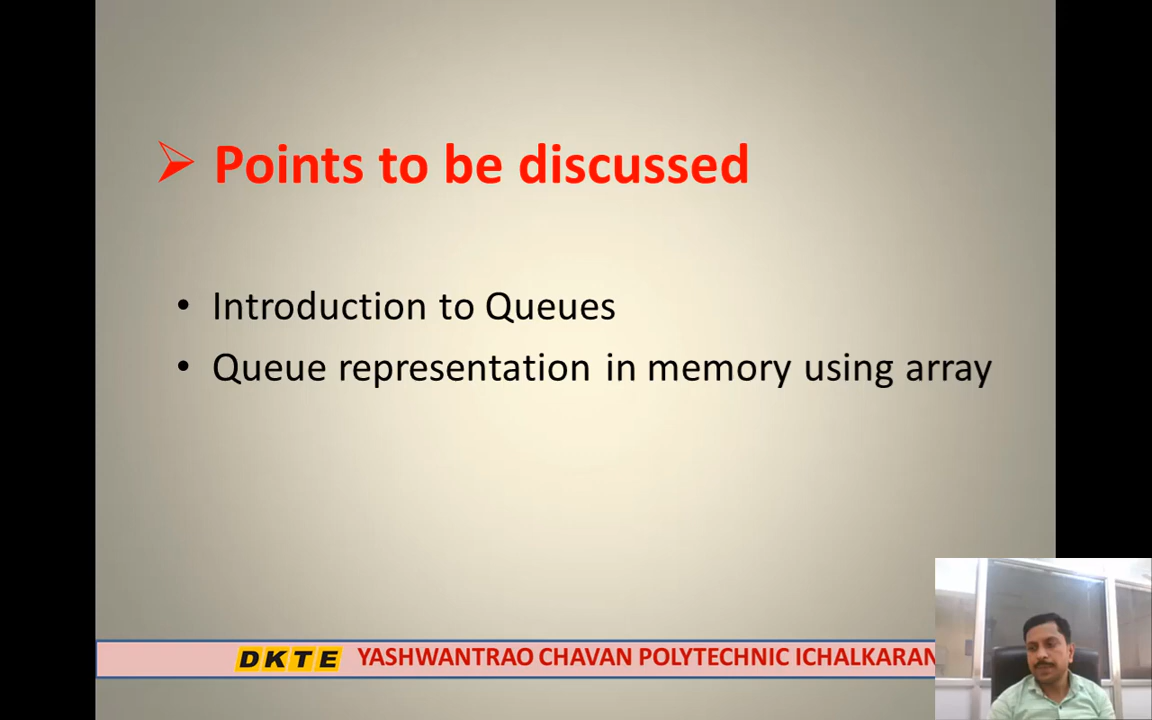 Points to be discussed
• Introduction to Queues
• Queue representation in memory using array
DKTE YASHWANTRAO CHAVAN POLYTECHNIC ICHALKARAN